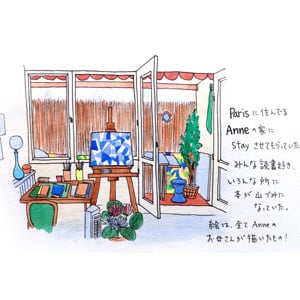 Parisに住んでる
Anneの家に
stayさせてもらっていた
みんな読書好き。
いろんな所に
本が山づみに
なっていた。
絵は、全てAnneの
お母さんが描いたもの!